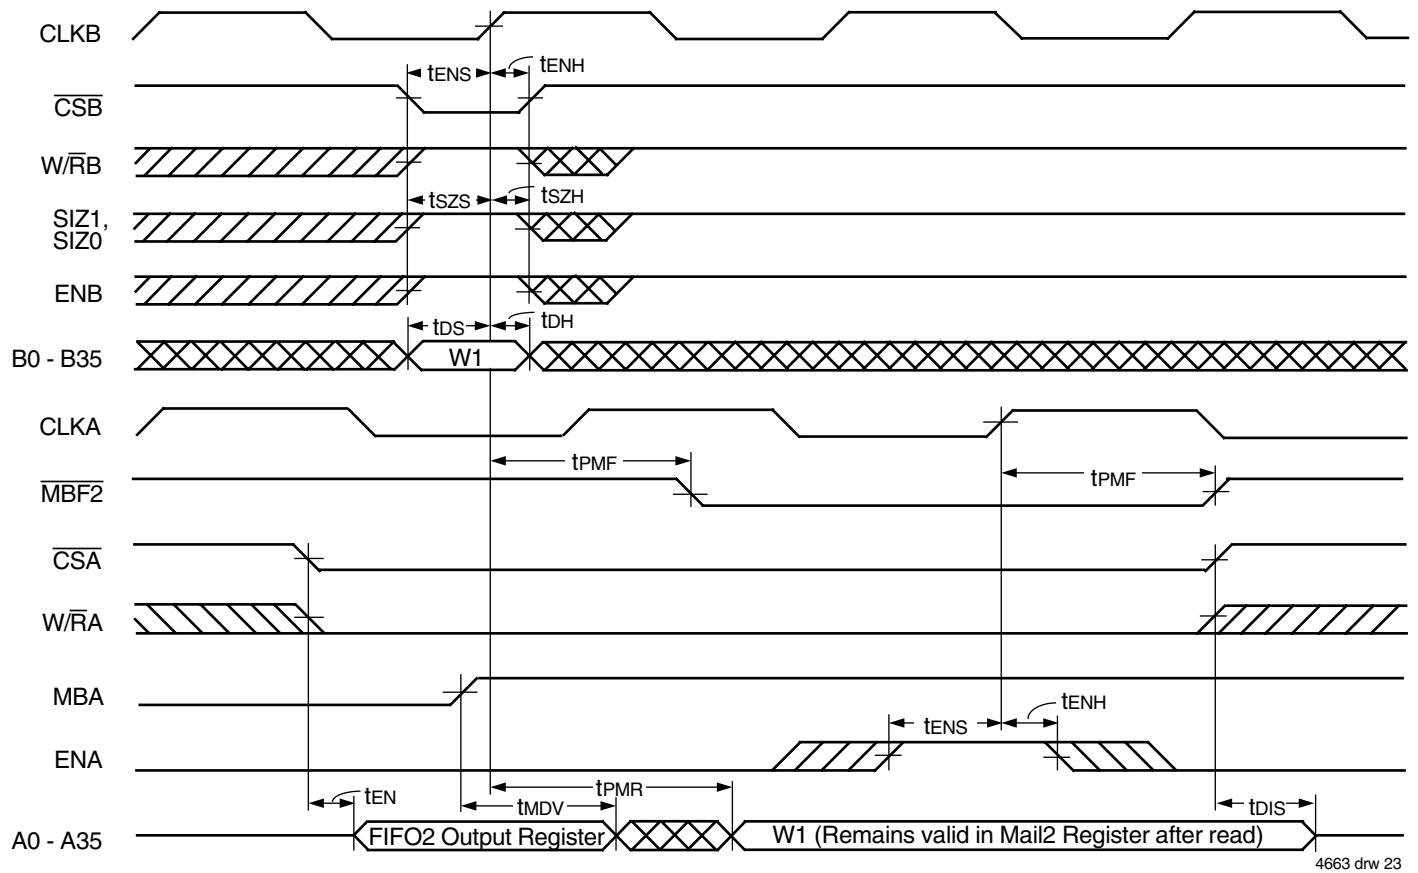 CLKB
tENS tENH
CSB
W/RB
tSZS tSZH
SIZ1,
SIZ0
ENB
tDS tDH
B0 - B35 W1
CLKA
tPMF tPMF
MBF2
CSA
W/RA
MBA
tENS tENH
ENA
tEN tMDV tPMR tDIS
A0 - A35 FIFO2 Output Register W1 (Remains valid in Mail2 Register after read)
4663 drw 23